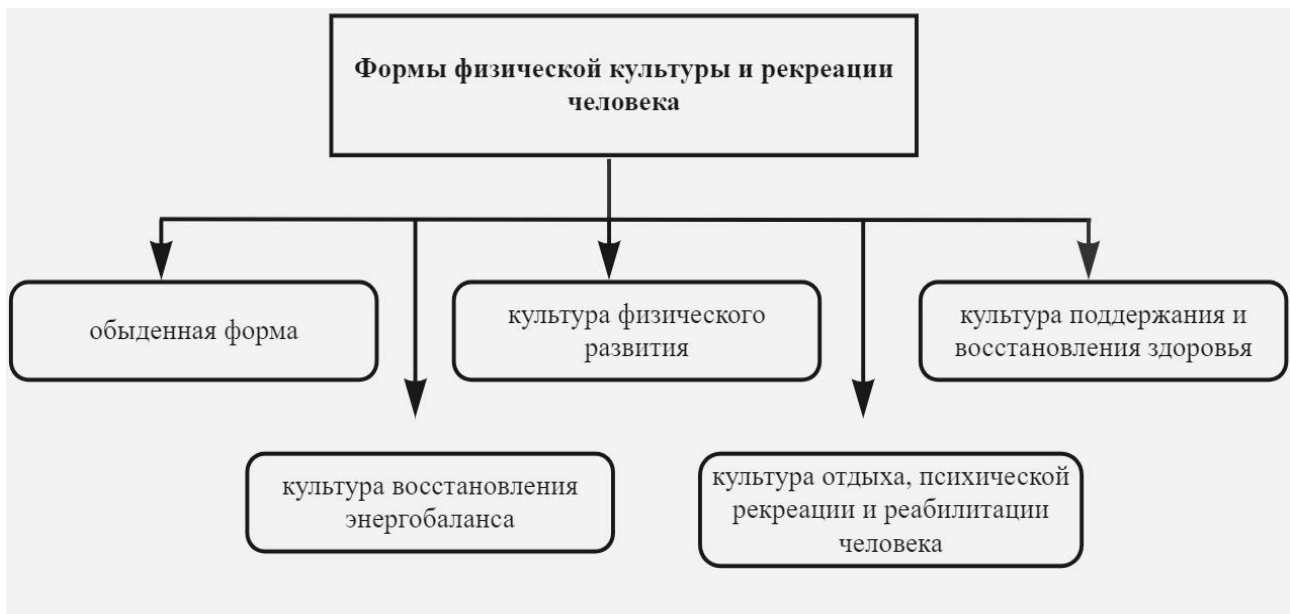 Формы физической культуры и рекреации
человека
обыденная форма
культура физического
развития
культура поддержания и
восстановления здоровья
культура восстановления
энергобаланса
культура отдыха, психической
рекреации и реабилитации
человека